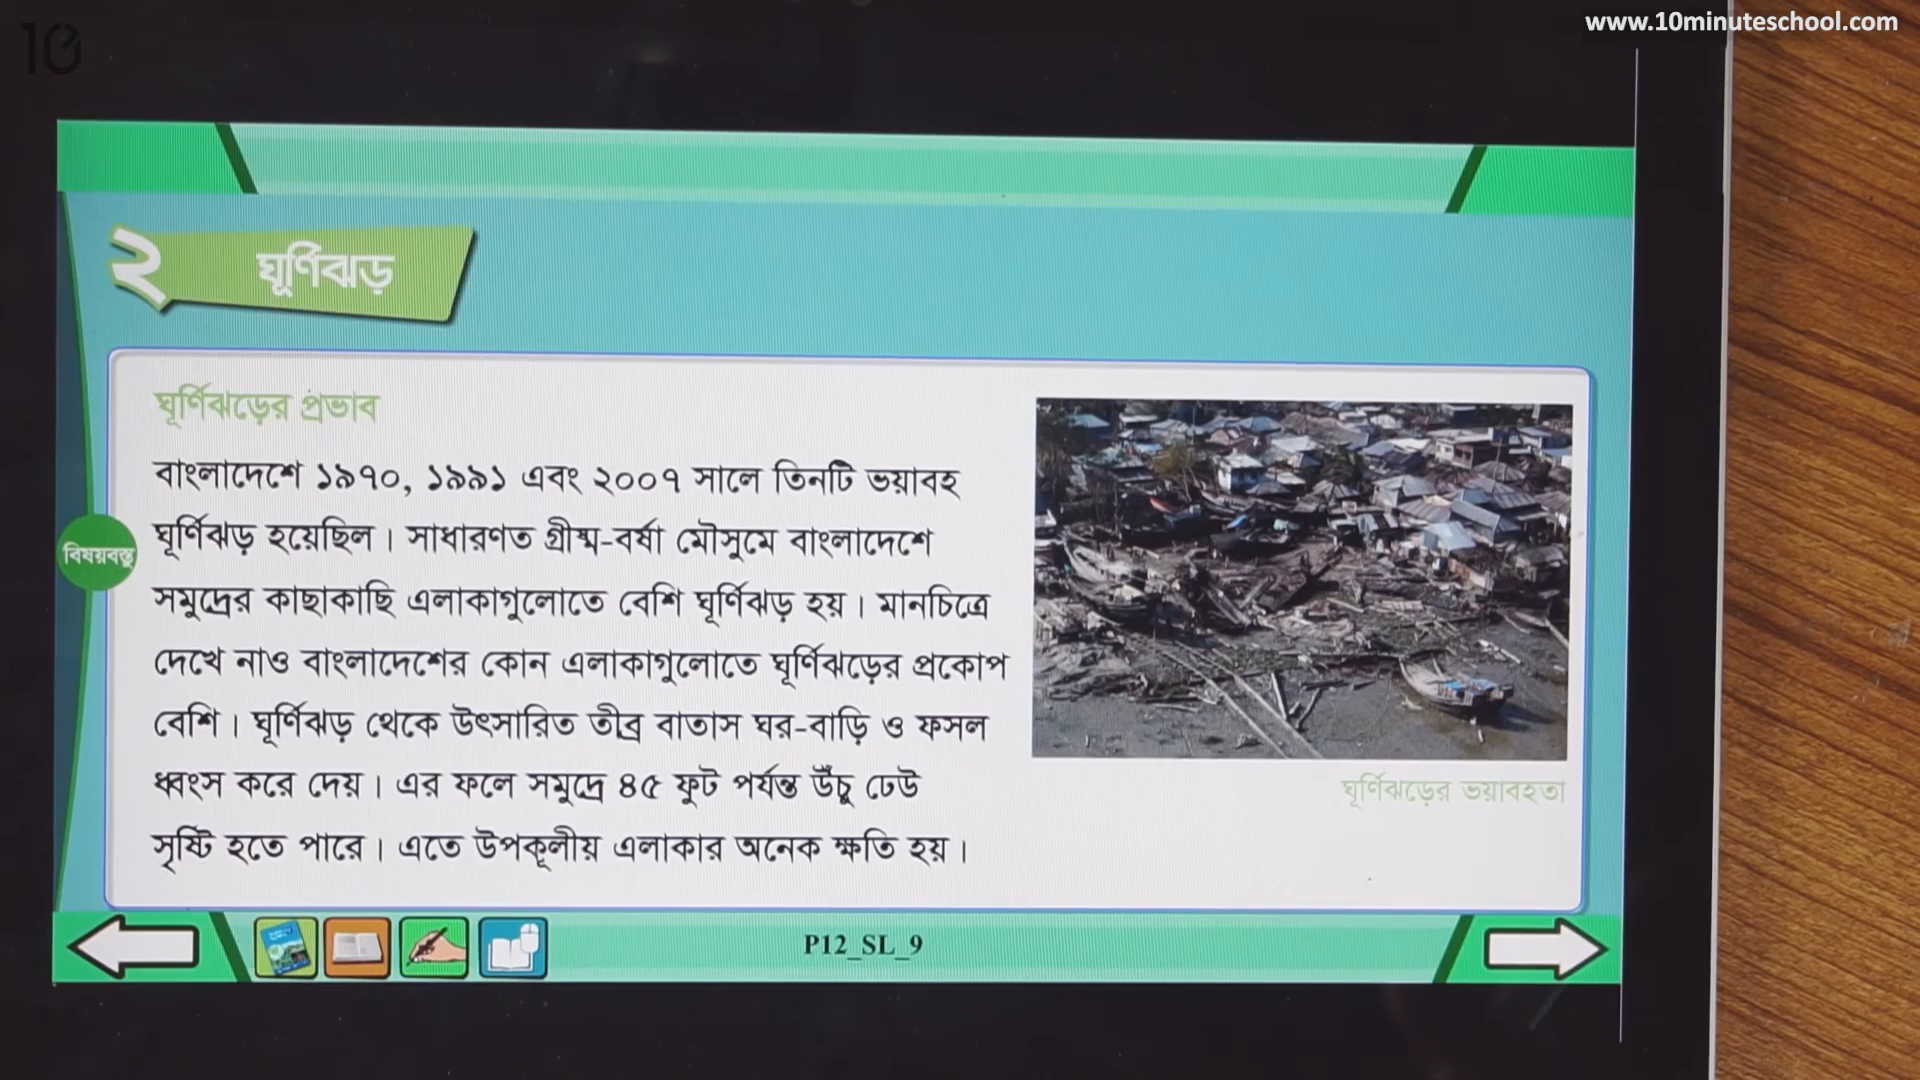 10
www.10minuteschool.com
২ ঘূর্ণিঝড়
ঘূর্ণিঝড়ের প্রভাব
বাংলাদেশে ১৯৭০, ১৯৯১ এবং ২০০৭ সালে তিনটি ভয়াবহ
ঘূর্ণিঝড় হয়েছিল। সাধারণত গ্রীষ্ম-বর্ষা মৌসুমে বাংলাদেশে
সমুদ্রের কাছাকাছি এলাকাগুলোতে বেশি ঘূর্ণিঝড় হয়। মানচিত্রে
দেখে নাও বাংলাদেশের কোন এলাকাগুলোতে ঘূর্ণিঝড়ের প্রকোপ
বেশি। ঘূর্ণিঝড় থেকে উৎসারিত তীব্র বাতাস ঘর-বাড়ি ও ফসল
ধ্বংস করে দেয়। এর ফলে সমুদ্রে ৪৫ ফুট পর্যন্ত উঁচু ঢেউ
সৃষ্টি হতে পারে। এতে উপকূলীয় এলাকার অনেক ক্ষতি হয়।
বিষয়বস্তু
ঘূর্ণিঝড়ের ভয়াবহতা
P12_SL_9